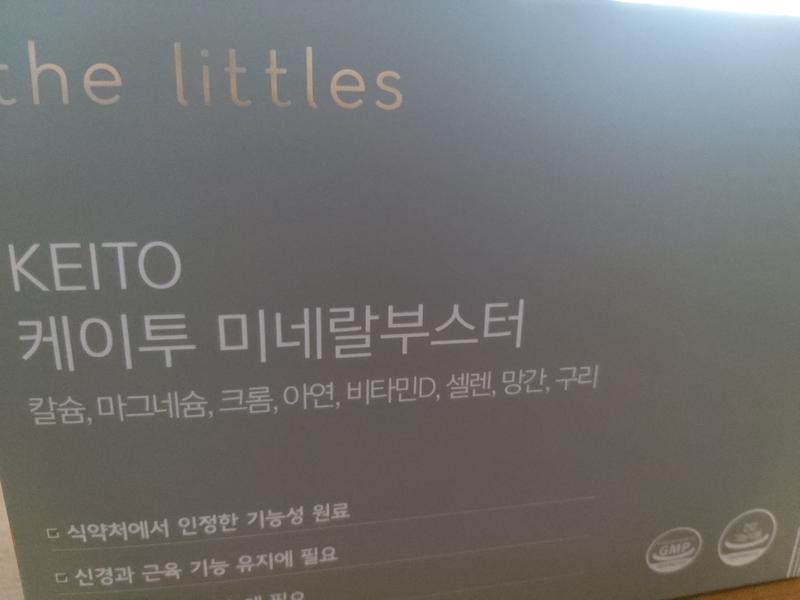 the littles
KEITO
케이투 미네랄부스터
칼슘, 마그네슘, 크롬, 아연, 비타민D, 셀렌, 망간, 구리
식약처에서 인정한 기능성 원료
신경과 근육 기능 유지에 필요
필요
GMP